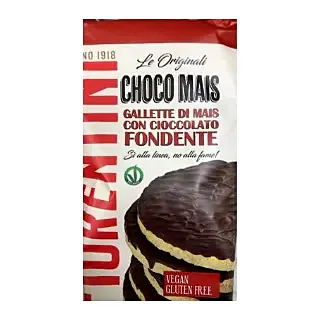 NO 1918
FIORENTINI
Le Originali
CHOCO MAIS
GALLETTE DI MAIS
CON CIOCCOLATO
FONDENTE
Sì alla linea, no alla fame!
VEGAN
GLUTEN FREE